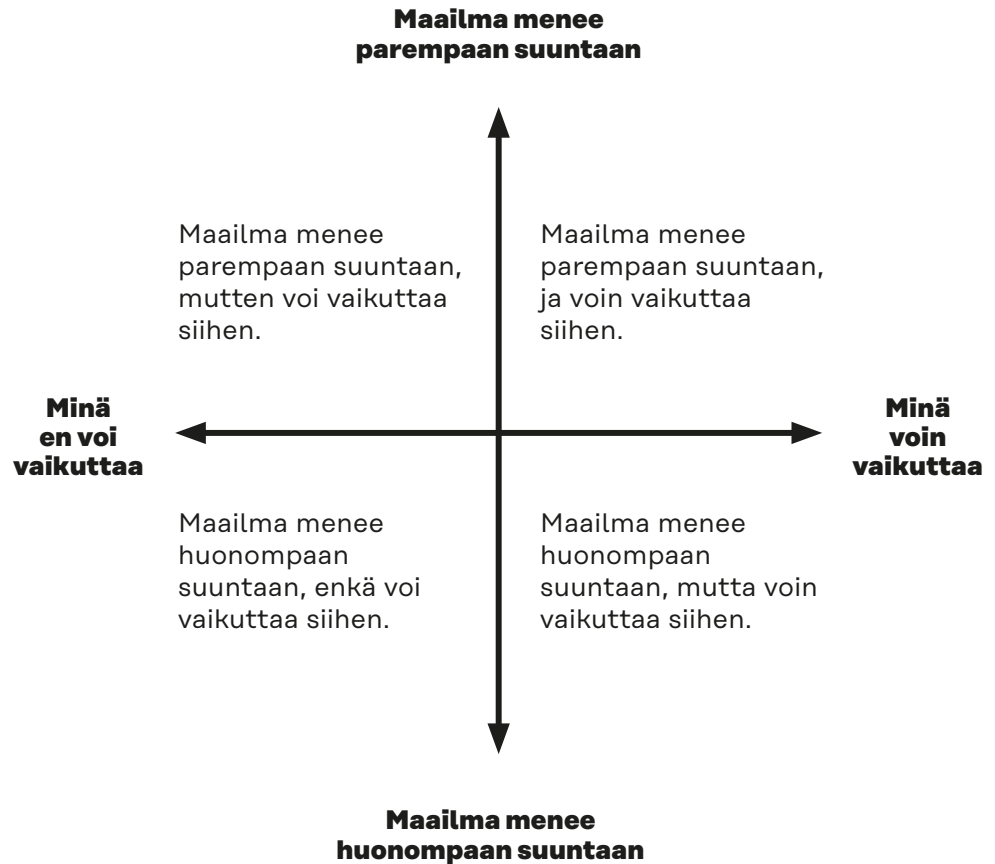 Maailma menee
parempaan suuntaan
Maailma menee
parempaan suuntaan,
mutten voi vaikuttaa
siihen.
Maailma menee
parempaan suuntaan,
ja voin vaikuttaa
siihen.
Minä
en voi
vaikuttaa
Minä
voin
vaikuttaa
Maailma menee
huonompaan
suuntaan, enkä voi
vaikuttaa siihen.
Maailma menee
huonompaan
suuntaan, mutta voin
vaikuttaa siihen.
Maailma menee
huonompaan suuntaan